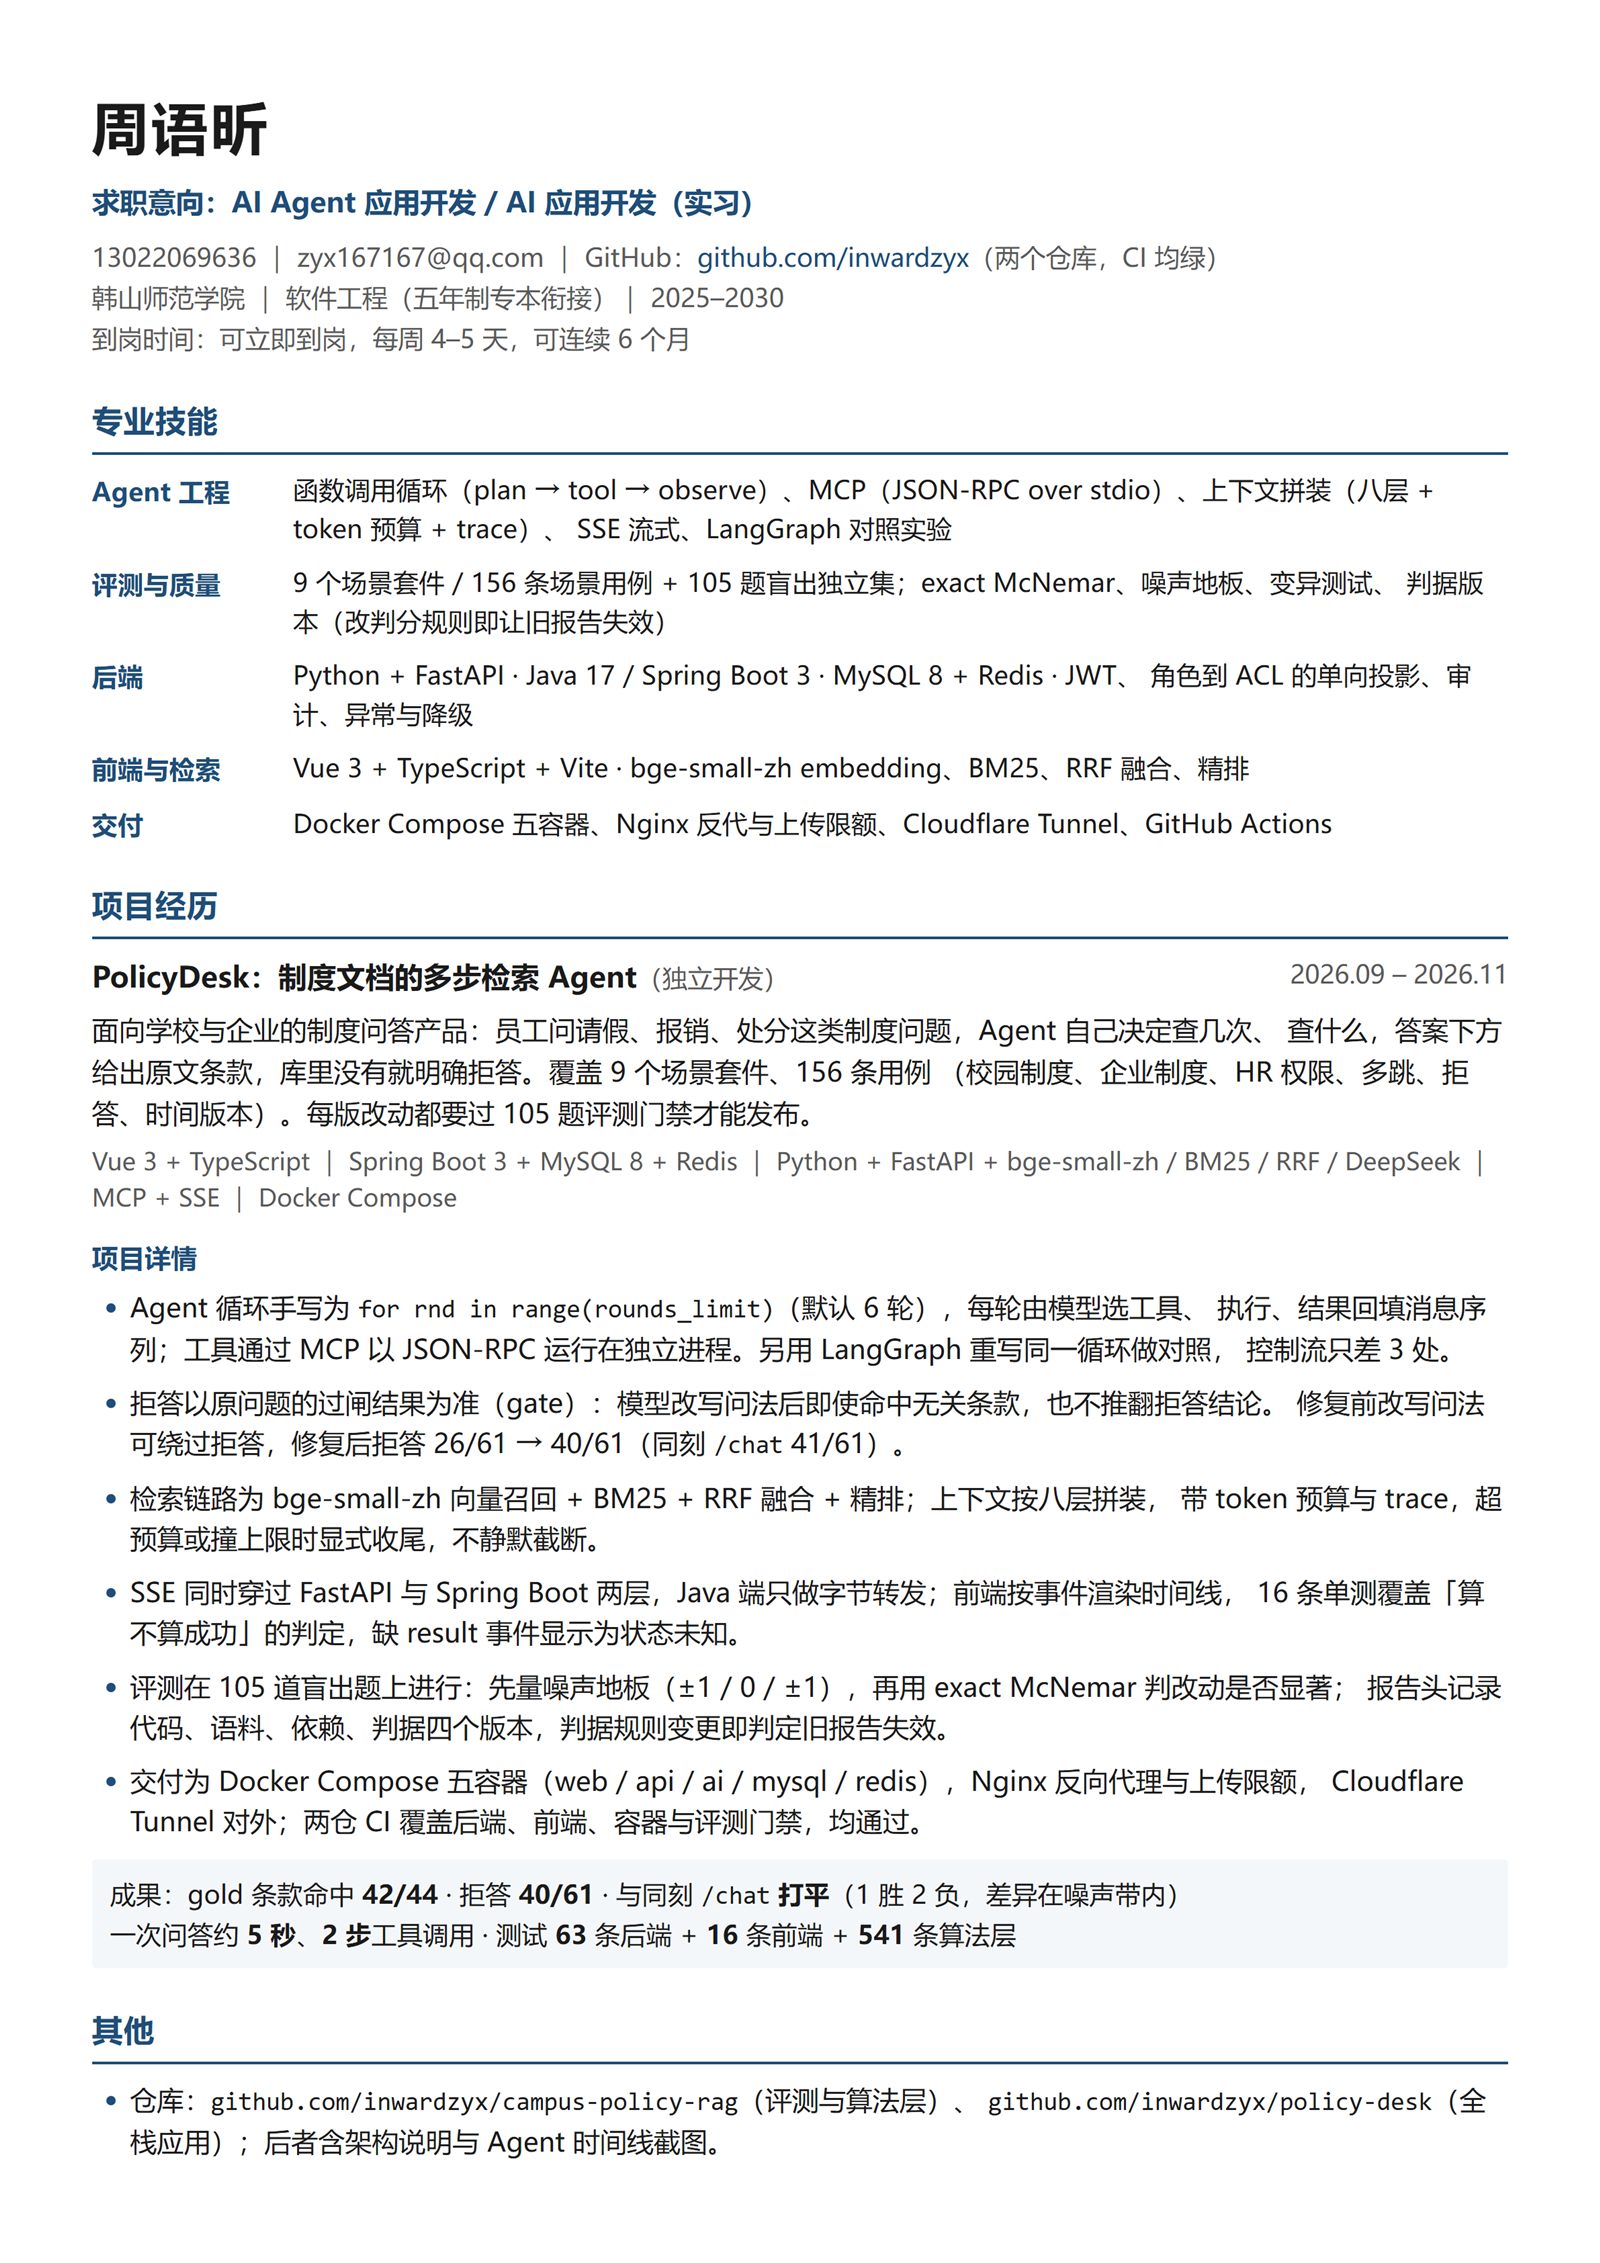 周语昕
求职意向：AI Agent 应用开发 / AI 应用开发（实习）
13022069636 ｜ zyx167167@qq.com ｜ GitHub：github.com/inwardzyx（两个仓库，CI 均绿）
韩山师范学院 ｜ 软件工程（五年制专本衔接） ｜ 2025–2030
到岗时间：可立即到岗，每周 4–5 天，可连续 6 个月
专业技能
Agent 工程 函数调用循环（plan → tool → observe）、MCP（JSON-RPC over stdio）、上下文拼装（八层 +
token 预算 + trace）、 SSE 流式、LangGraph 对照实验
评测与质量 9 个场景套件 / 156 条场景用例 + 105 题盲出独立集；exact McNemar、噪声地板、变异测试、 判据版
本（改判分规则即让旧报告失效）
后端 Python + FastAPI · Java 17 / Spring Boot 3 · MySQL 8 + Redis · JWT、 角色到 ACL 的单向投影、审
计、异常与降级
前端与检索 Vue 3 + TypeScript + Vite · bge-small-zh embedding、BM25、RRF 融合、精排
交付 Docker Compose 五容器、Nginx 反代与上传限额、Cloudflare Tunnel、GitHub Actions
项目经历
PolicyDesk：制度文档的多步检索 Agent（独立开发） 2026.09 – 2026.11
面向学校与企业的制度问答产品：员工问请假、报销、处分这类制度问题，Agent 自己决定查几次、 查什么，答案下方
给出原文条款，库里没有就明确拒答。覆盖 9 个场景套件、156 条用例 （校园制度、企业制度、HR 权限、多跳、拒
答、时间版本）。每版改动都要过 105 题评测门禁才能发布。
Vue 3 + TypeScript ｜ Spring Boot 3 + MySQL 8 + Redis ｜ Python + FastAPI + bge-small-zh / BM25 / RRF / DeepSeek ｜
MCP + SSE ｜ Docker Compose
项目详情
• Agent 循环手写为 for rnd in range(rounds_limit)（默认 6 轮），每轮由模型选工具、 执行、结果回填消息序
列；工具通过 MCP 以 JSON-RPC 运行在独立进程。另用 LangGraph 重写同一循环做对照， 控制流只差 3 处。
• 拒答以原问题的过闸结果为准（gate）：模型改写问法后即使命中无关条款，也不推翻拒答结论。 修复前改写问法
可绕过拒答，修复后拒答 26/61 → 40/61（同刻 /chat 41/61）。
• 检索链路为 bge-small-zh 向量召回 + BM25 + RRF 融合 + 精排；上下文按八层拼装， 带 token 预算与 trace，超
预算或撞上限时显式收尾，不静默截断。
• SSE 同时穿过 FastAPI 与 Spring Boot 两层，Java 端只做字节转发；前端按事件渲染时间线， 16 条单测覆盖「算
不算成功」的判定，缺 result 事件显示为状态未知。
• 评测在 105 道盲出题上进行：先量噪声地板（±1 / 0 / ±1），再用 exact McNemar 判改动是否显著； 报告头记录
代码、语料、依赖、判据四个版本，判据规则变更即判定旧报告失效。
• 交付为 Docker Compose 五容器（web / api / ai / mysql / redis），Nginx 反向代理与上传限额， Cloudflare
Tunnel 对外；两仓 CI 覆盖后端、前端、容器与评测门禁，均通过。
成果：gold 条款命中 42/44 · 拒答 40/61 · 与同刻 /chat 打平（1 胜 2 负，差异在噪声带内）
一次问答约 5 秒、2 步工具调用 · 测试 63 条后端 + 16 条前端 + 541 条算法层
其他
• 仓库：github.com/inwardzyx/campus-policy-rag（评测与算法层）、 github.com/inwardzyx/policy-desk（全
栈应用）；后者含架构说明与 Agent 时间线截图。